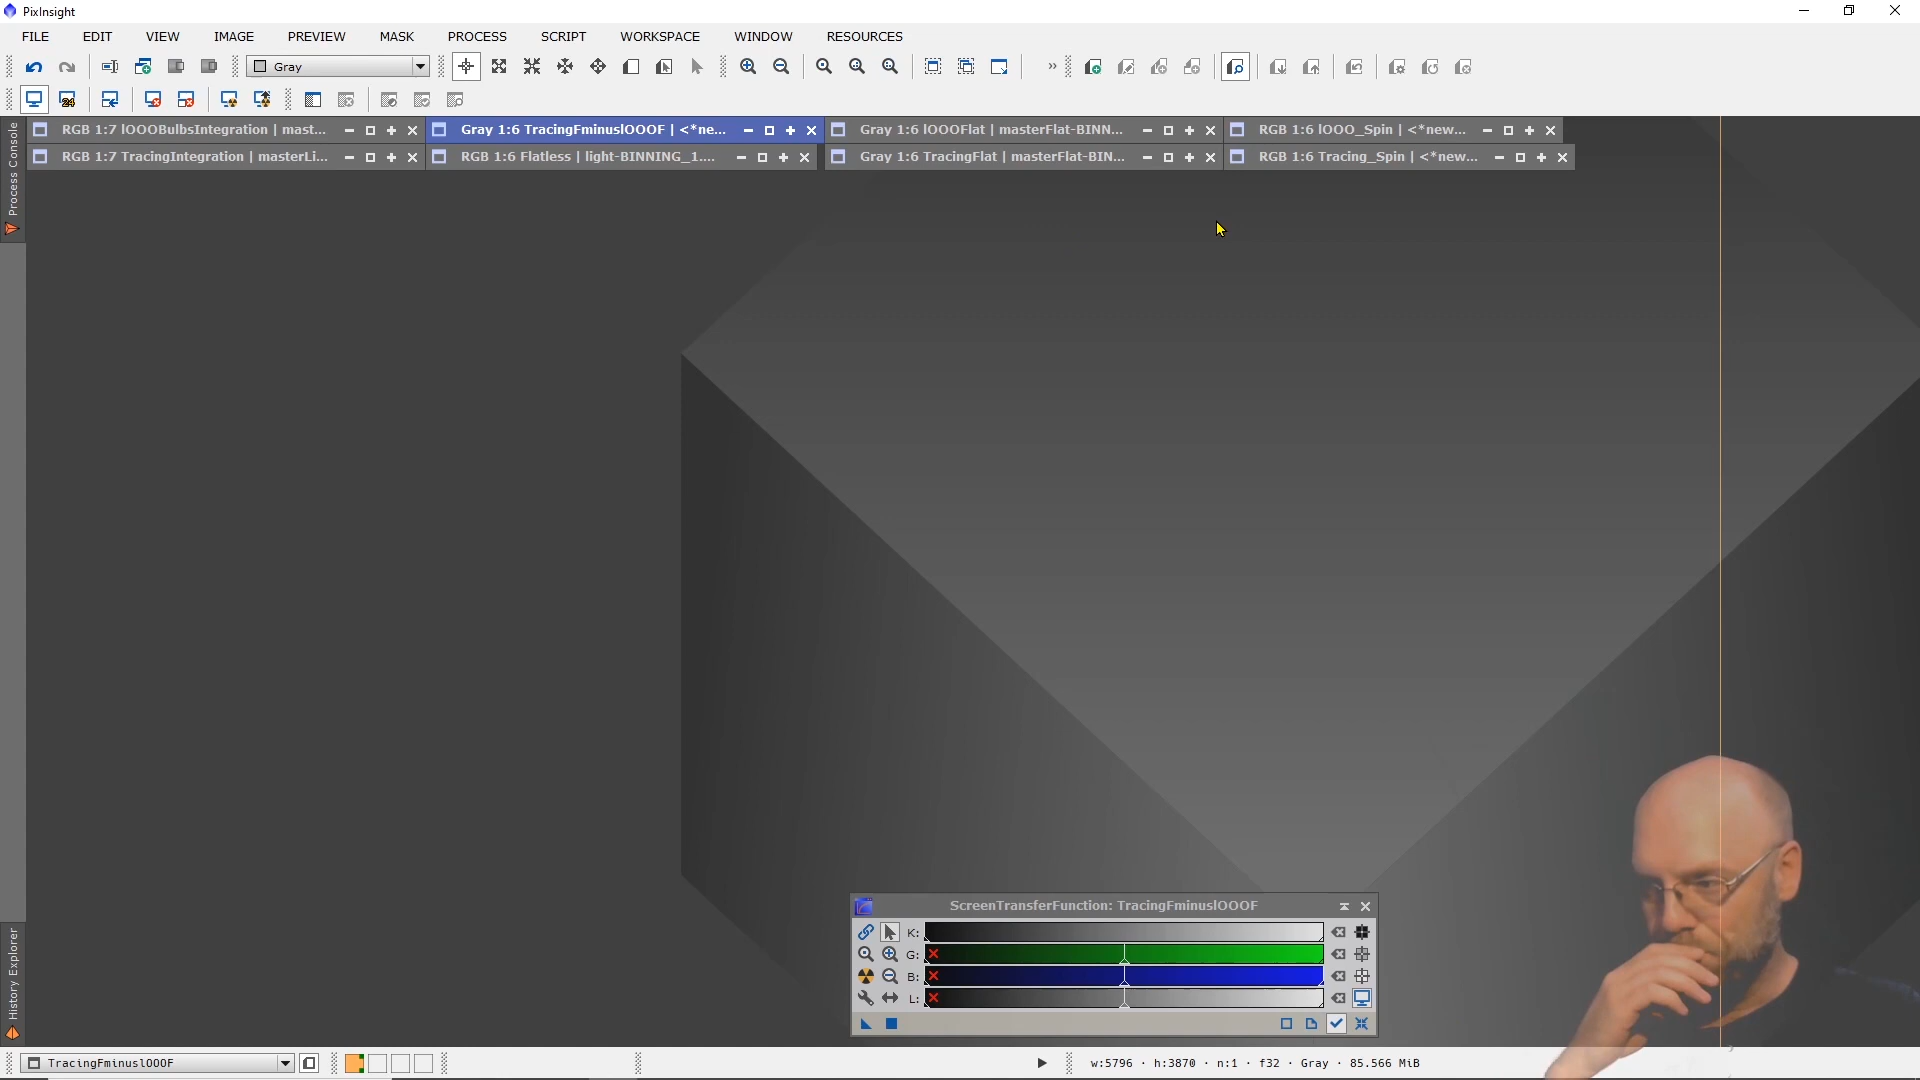 PixInsight
FILE EDIT VIEW IMAGE PREVIEW MASK PROCESS SCRIPT WORKSPACE WINDOW RESOURCES
Gray
24
RGB 1:7 lOOOBulbsIntegration | mast... Gray 1:6 TracingFminuslOOOF | <*ne... Gray 1:6 lOOOFlat | masterFlat-BINN... RGB 1:6 lOOO_Spin | <*new...
RGB 1:7 TracingIntegration | masterLi... RGB 1:6 Flatless | light-BINNING_1.... Gray 1:6 TracingFlat | masterFlat-BIN... RGB 1:6 Tracing_Spin | <*new...
Process Console
History Explorer
ScreenTransferFunction: TracingFminuslOOOF
K:
G:
B:
L:
TracingFminuslOOOF
w:5796 · h:3870 · n:1 · f32 · Gray · 85.566 MiB